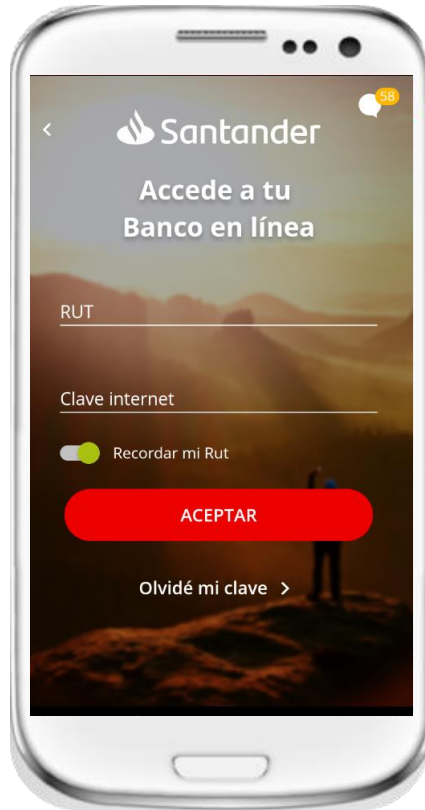 58
Santander
Accede a tu
Banco en línea
RUT
Clave internet
Recordar mi Rut
ACEPTAR
Olvidé mi clave >